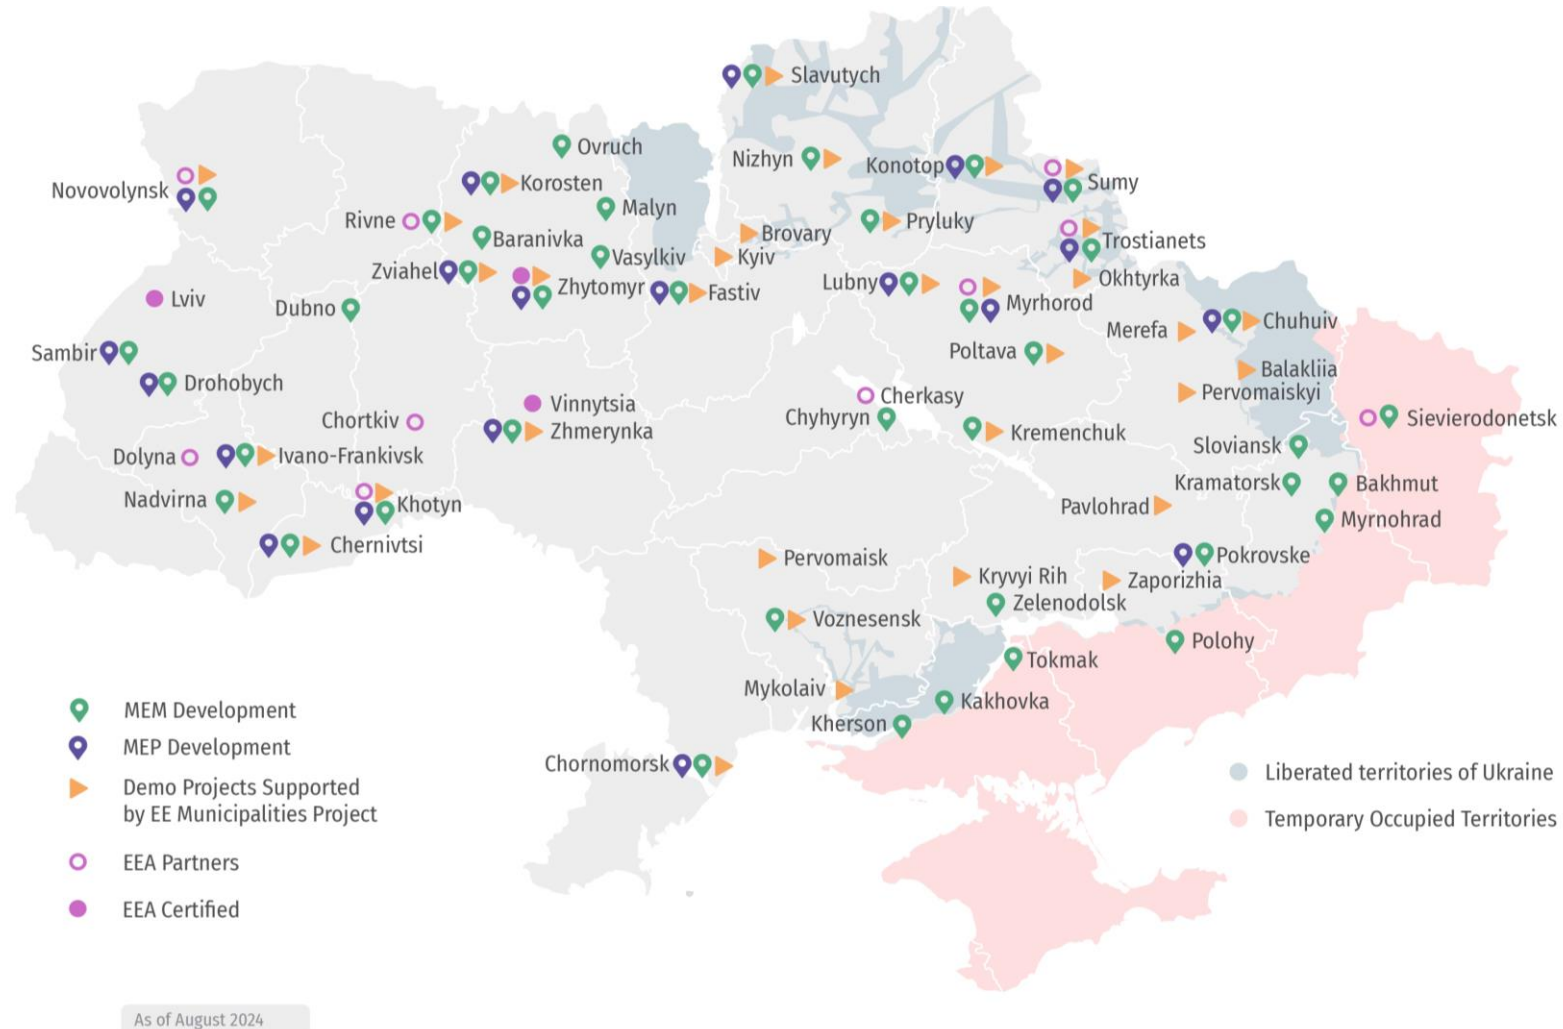 Slavutych
Ovruch
Nizhyn
Konotop
Korosten
Sumy
Novovolynsk
Malyn
Rivne
Pryluky
Baranivka
Brovary
Trostianets
Vasylkiv
Kyiv
Zviahel
Okhtyrka
Zhytomyr
Lubny
Fastiv
Lviv
Myrhorod
Dubno
Chuhuiv
Merefa
Sambir
Poltava
Balakliia
Drohobych
Pervomaiskyi
Cherkasy
Vinnytsia
Chyhyryn
Sievierodonetsk
Chortkiv
Zhmerynka
Kremenchuk
Sloviansk
Dolyna
Ivano-Frankivsk
Kramatorsk
Bakhmut
Nadvirna
Khotyn
Pavlohrad
Myrnohrad
Chernivtsi
Pokrovske
Pervomaisk
Kryvyi Rih
Zaporizhia
Zelenodolsk
Voznesensk
Polohy
Tokmak
Mykolaiv
Kakhovka
Kherson
Chornomorsk
MEM Development
MEP Development
Demo Projects Supported
by EE Municipalities Project
EEA Partners
EEA Certified
Liberated territories of Ukraine
Temporary Occupied Territories
As of August 2024